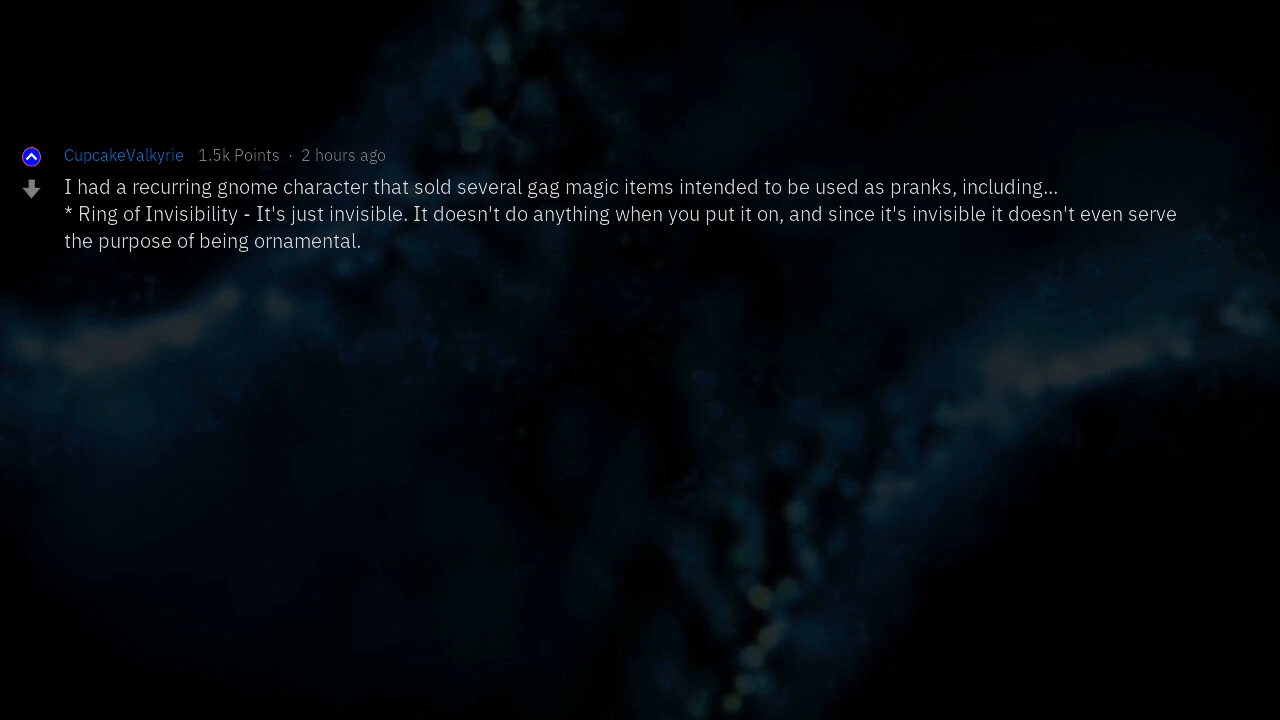 CupcakeValkyrie 1.5k Points · 2 hours ago
I had a recurring gnome character that sold several gag magic items intended to be used as pranks, including...
* Ring of Invisibility - It's just invisible. It doesn't do anything when you put it on, and since it's invisible it doesn't even serve
the purpose of being ornamental.